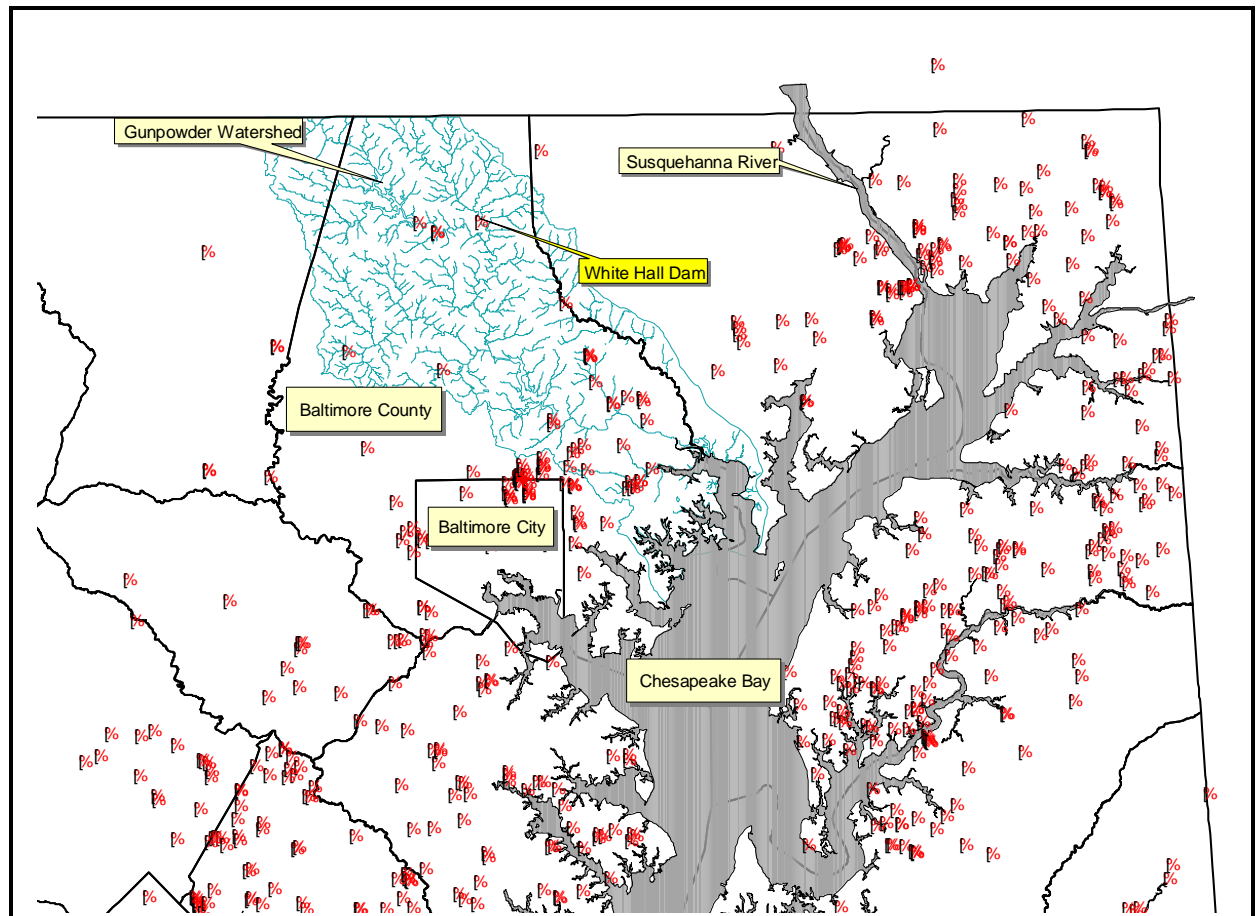 Gunpowder Watershed
Susquehanna River
White Hall Dam
Baltimore County
Baltimore City
Chesapeake Bay